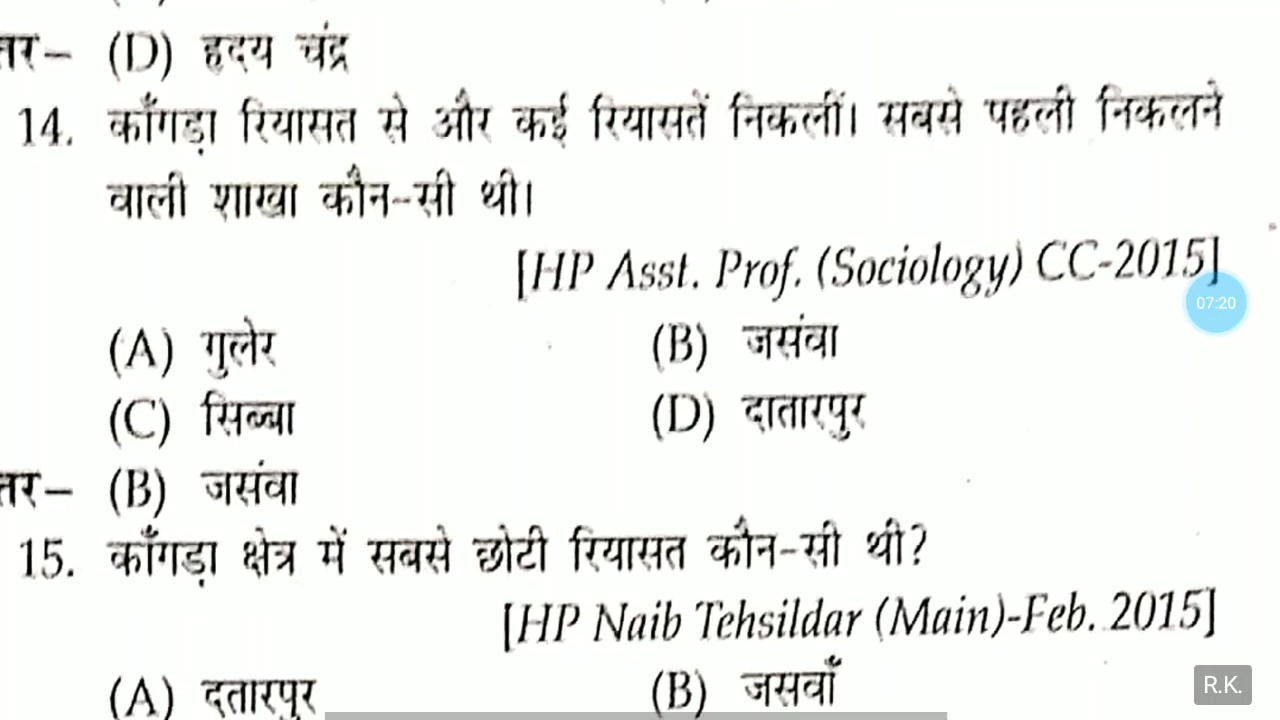 तर– (D) हृदय चंद्र
14. काँगड़ा रियासत से और कई रियासतें निकलीं। सबसे पहली निकलने
वाली शाखा कौन-सी थी।
[HP Asst. Prof. (Sociology) CC-2015]
07:20
(A) गुलेर (B) जसंवा
(C) सिब्बा (D) दातारपुर
तर– (B) जसंवा
15. काँगड़ा क्षेत्र में सबसे छोटी रियासत कौन-सी थी?
[HP Naib Tehsildar (Main)-Feb. 2015]
(A) दतारपुर (B) जसवाँ
R.K.